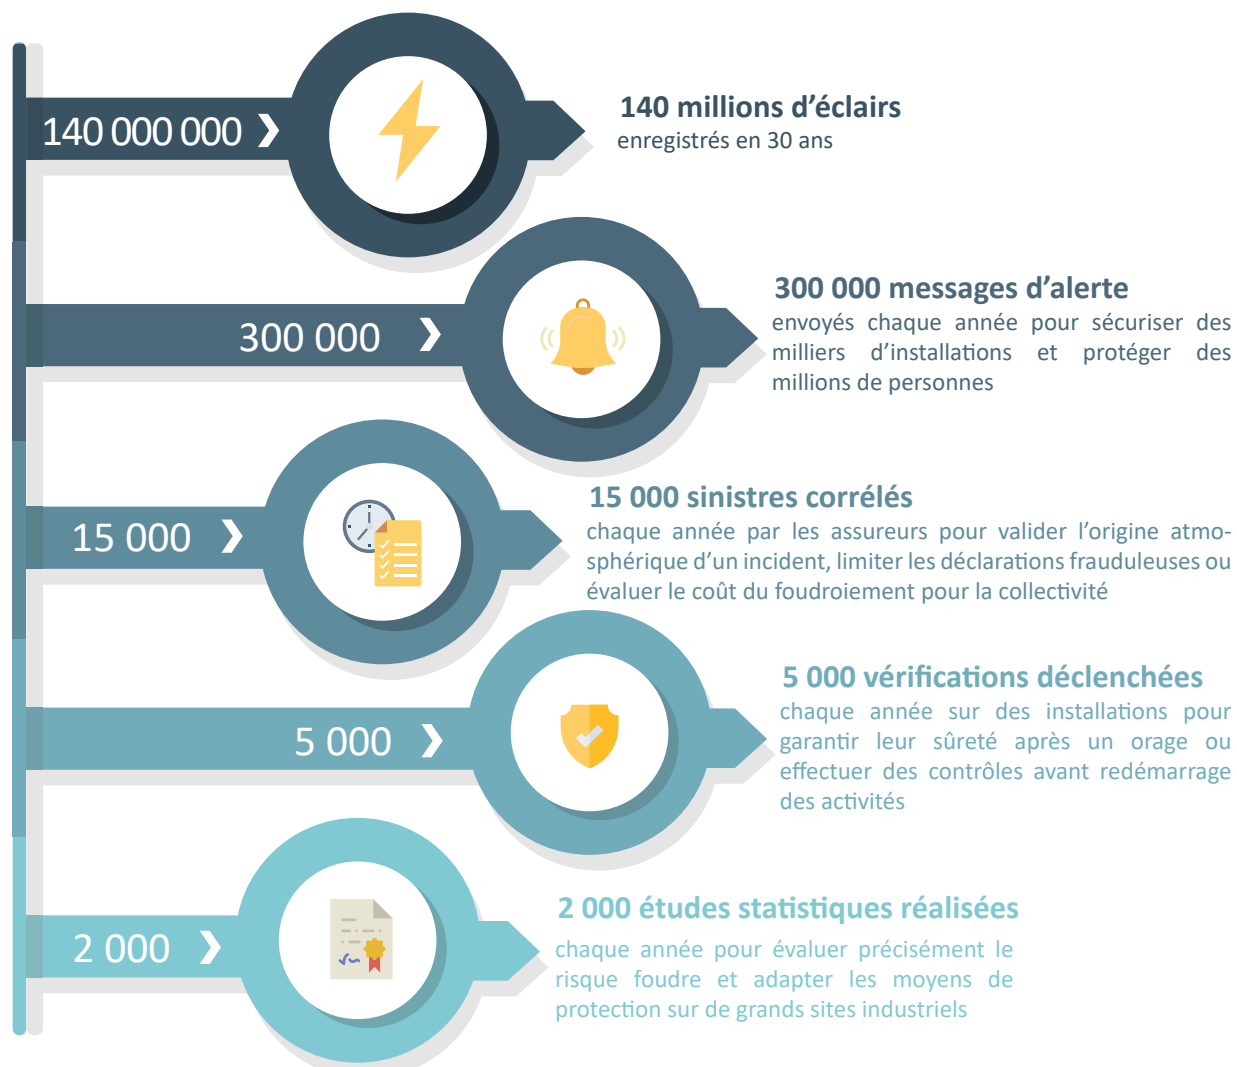 140 000 000
140 millions d’éclairs
enregistrés en 30 ans
300 000
300 000 messages d’alerte
envoyés chaque année pour sécuriser des
milliers d’installations et protéger des
millions de personnes
15 000
15 000 sinistres corrélés
chaque année par les assureurs pour valider l’origine atmo-
sphérique d’un incident, limiter les déclarations frauduleuses ou
évaluer le coût du foudroiement pour la collectivité
5 000
5 000 vérifications déclenchées
chaque année sur des installations pour
garantir leur sûreté après un orage ou
effectuer des contrôles avant redémarrage
des activités
2 000
2 000 études statistiques réalisées
chaque année pour évaluer précisément le
risque foudre et adapter les moyens de
protection sur de grands sites industriels